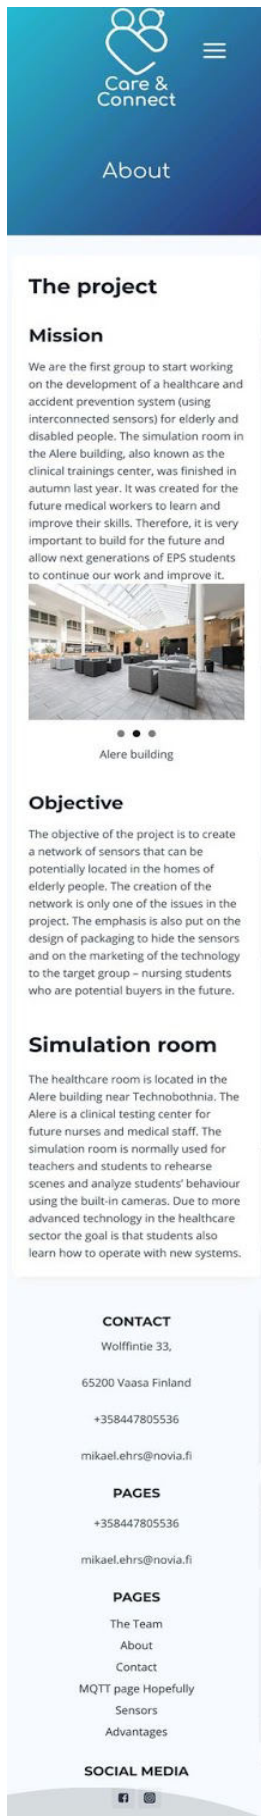 Care &
Connect
About
The project
Mission
We are the first group to start working
on the development of a healthcare and
accident prevention system (using
interconnected sensors) for elderly and
disabled people. The simulation room in
the Alere building, also known as the
clinical trainings center, was finished in
autumn last year. It was created for the
future medical workers to learn and
improve their skills. Therefore, it is very
important to build for the future and
allow next generations of EPS students
to continue our work and improve it.
Alere building
Objective
The objective of the project is to create
a network of sensors that can be
potentially located in the homes of
elderly people. The creation of the
network is only one of the issues in the
project. The emphasis is also put on the
design of packaging to hide the sensors
and on the marketing of the technology
to the target group – nursing students
who are potential buyers in the future.
Simulation room
The healthcare room is located in the
Alere building near Technobothnia. The
Alere is a clinical testing center for
future nurses and medical staff. The
simulation room is normally used for
teachers and students to rehearse
scenes and analyze students' behaviour
using the built-in cameras. Due to more
advanced technology in the healthcare
sector the goal is that students also
learn how to operate with new systems.
CONTACT
Wolffintie 33,
65200 Vaasa Finland
+358447805536
mikael.ehrs@novia.fi
PAGES
+358447805536
mikael.ehrs@novia.fi
PAGES
The Team
About
Contact
MQTT page Hopefully
Sensors
Advantages
SOCIAL MEDIA